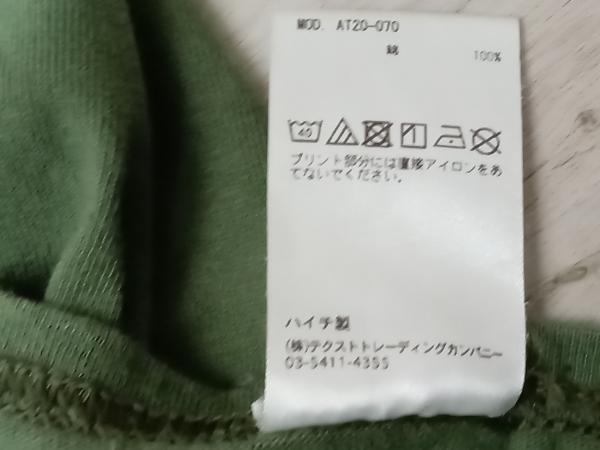 MOD. AT20-070
綿 100%
40
プリント部分には直接アイロンをあ
てないでください。
ハイチ製
(株)テクストトレーディングカンパニー
03-5411-4355